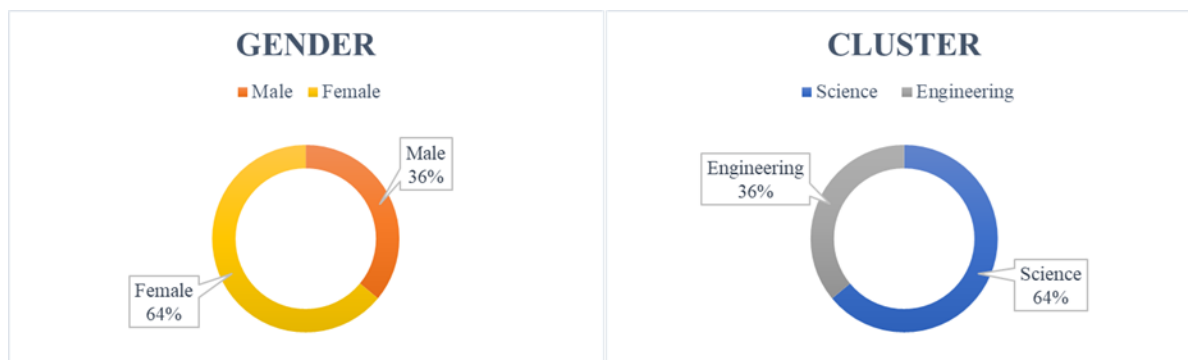 GENDER
Male Female
Male
36%
Female
64%
CLUSTER
Science Engineering
Engineering
36%
Science
64%